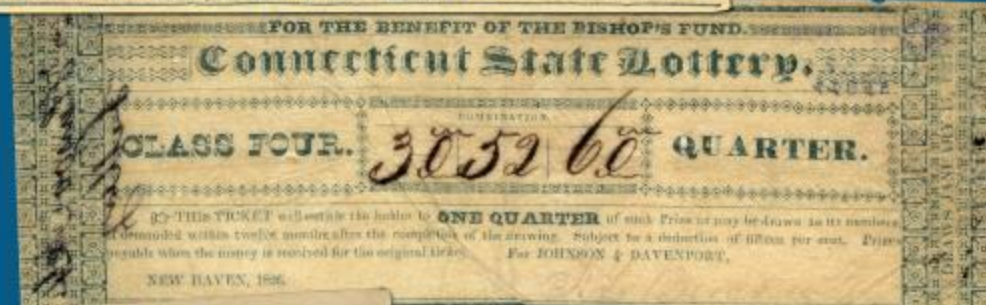 FOR THE BENEFIT OF THE BISHOP'S FUND.
Connecticut State Lottery.
COMBINATION.
CLASS FOUR. 30 52 60 QUARTER.
THIS TICKET will entitle the holder to ONE QUARTER of such Prize as may be drawn to its numbers
demanded within twelve months after the completion of the drawing. Subject to a deduction of fifteen per cent.
payable when the money is received for the original ticket. For JOHNSON & DAVENPORT,
NEW HAVEN, 1826.